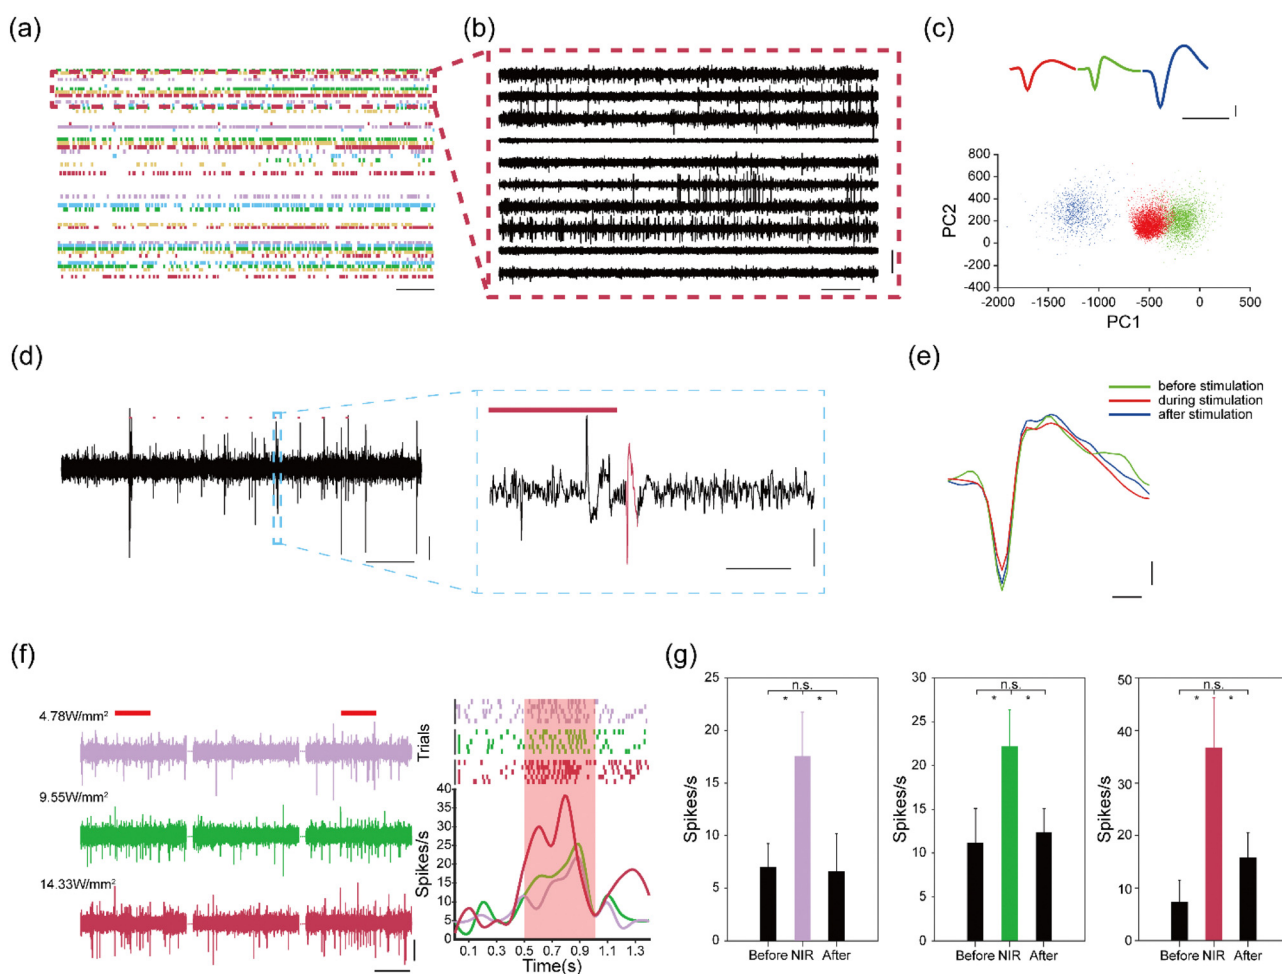 (a)
(b)
(c)
800
600
400
200
0
-200
-400
PC2
-2000 -1500 -1000 -500 0 500
PC1
(d)
(e)
before stimulation
during stimulation
after stimulation
(f)
4.78W/mm²
9.55W/mm²
14.33W/mm²
Trials
40
35
30
25
20
15
10
5
0
Spikes/s
0.1 0.3 0.5 0.7 0.9 1.1 1.3
Time(s)
(g)
25
20
15
10
5
0
Spikes/s
n.s.
* *
Before NIR After
30
25
20
15
10
5
0
Spikes/s
n.s.
* *
Before NIR After
50
40
30
20
10
0
Spikes/s
n.s.
* *
Before NIR After